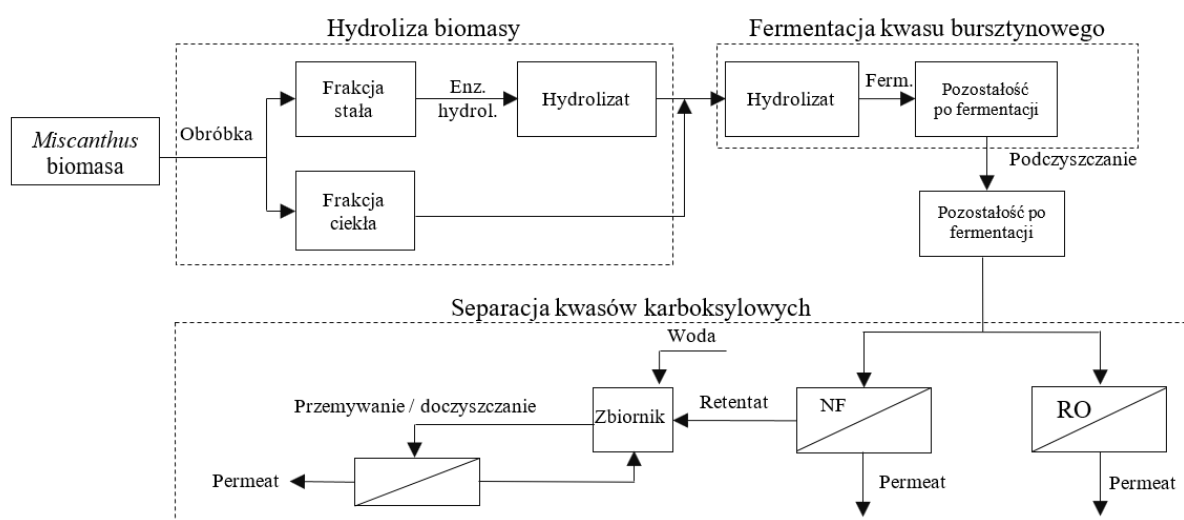 Hydroliza biomasy
Fermentacja kwasu bursztynowego
Miscanthus
biomasa
Obróbka
Frakcja
stała
Enz.
hydrol.
Hydrolizat
Frakcja
ciekła
Hydrolizat
Ferm.
Pozostałość
po fermentacji
Podczyszczanie
Pozostałość po
fermentacji
Separacja kwasów karboksylowych
Woda
Przemywanie / doczyszczanie
Zbiornik
Retentat
NF
RO
Permeat
Permeat
Permeat